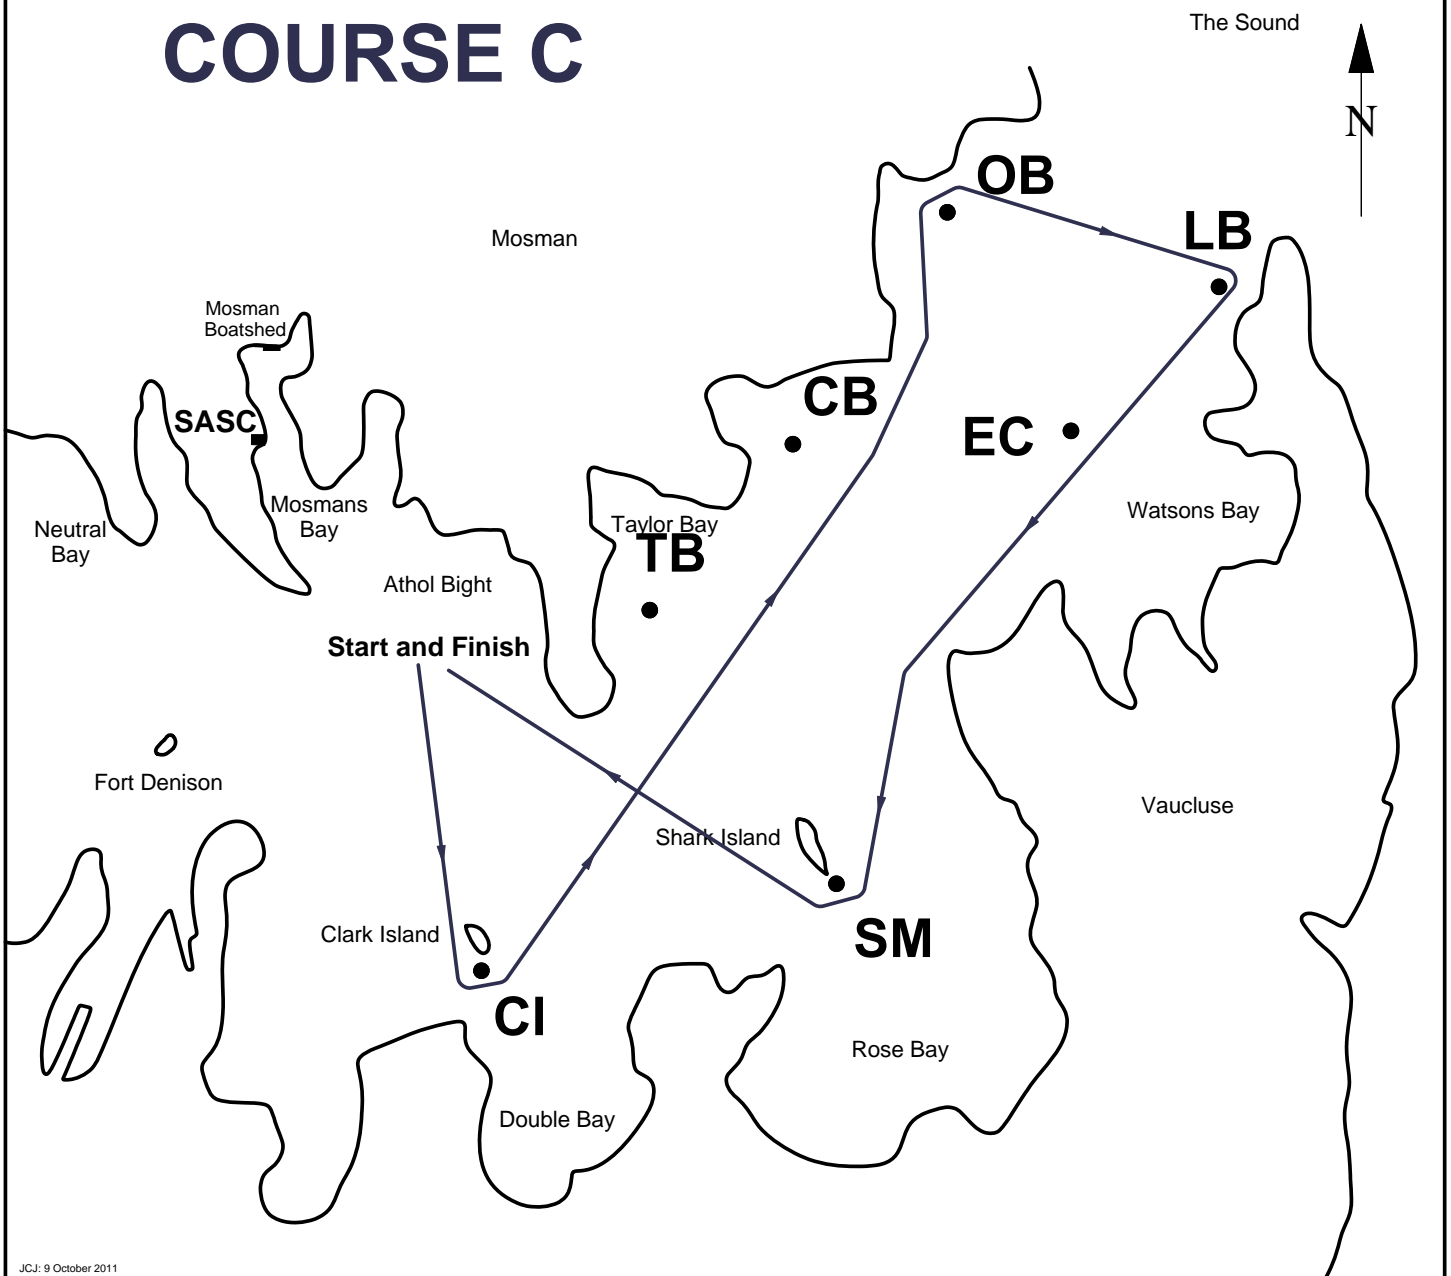 COURSE C
The Sound
N
OB
LB
Mosman
Mosman
Boatshed
CB
SASC
EC
Mosmans
Bay
Neutral
Bay
Taylor Bay
TB
Watsons Bay
Athol Bight
Start and Finish
Fort Denison
Vaucluse
Shark Island
Clark Island
SM
CI
Rose Bay
Double Bay
JCJ: 9 October 2011